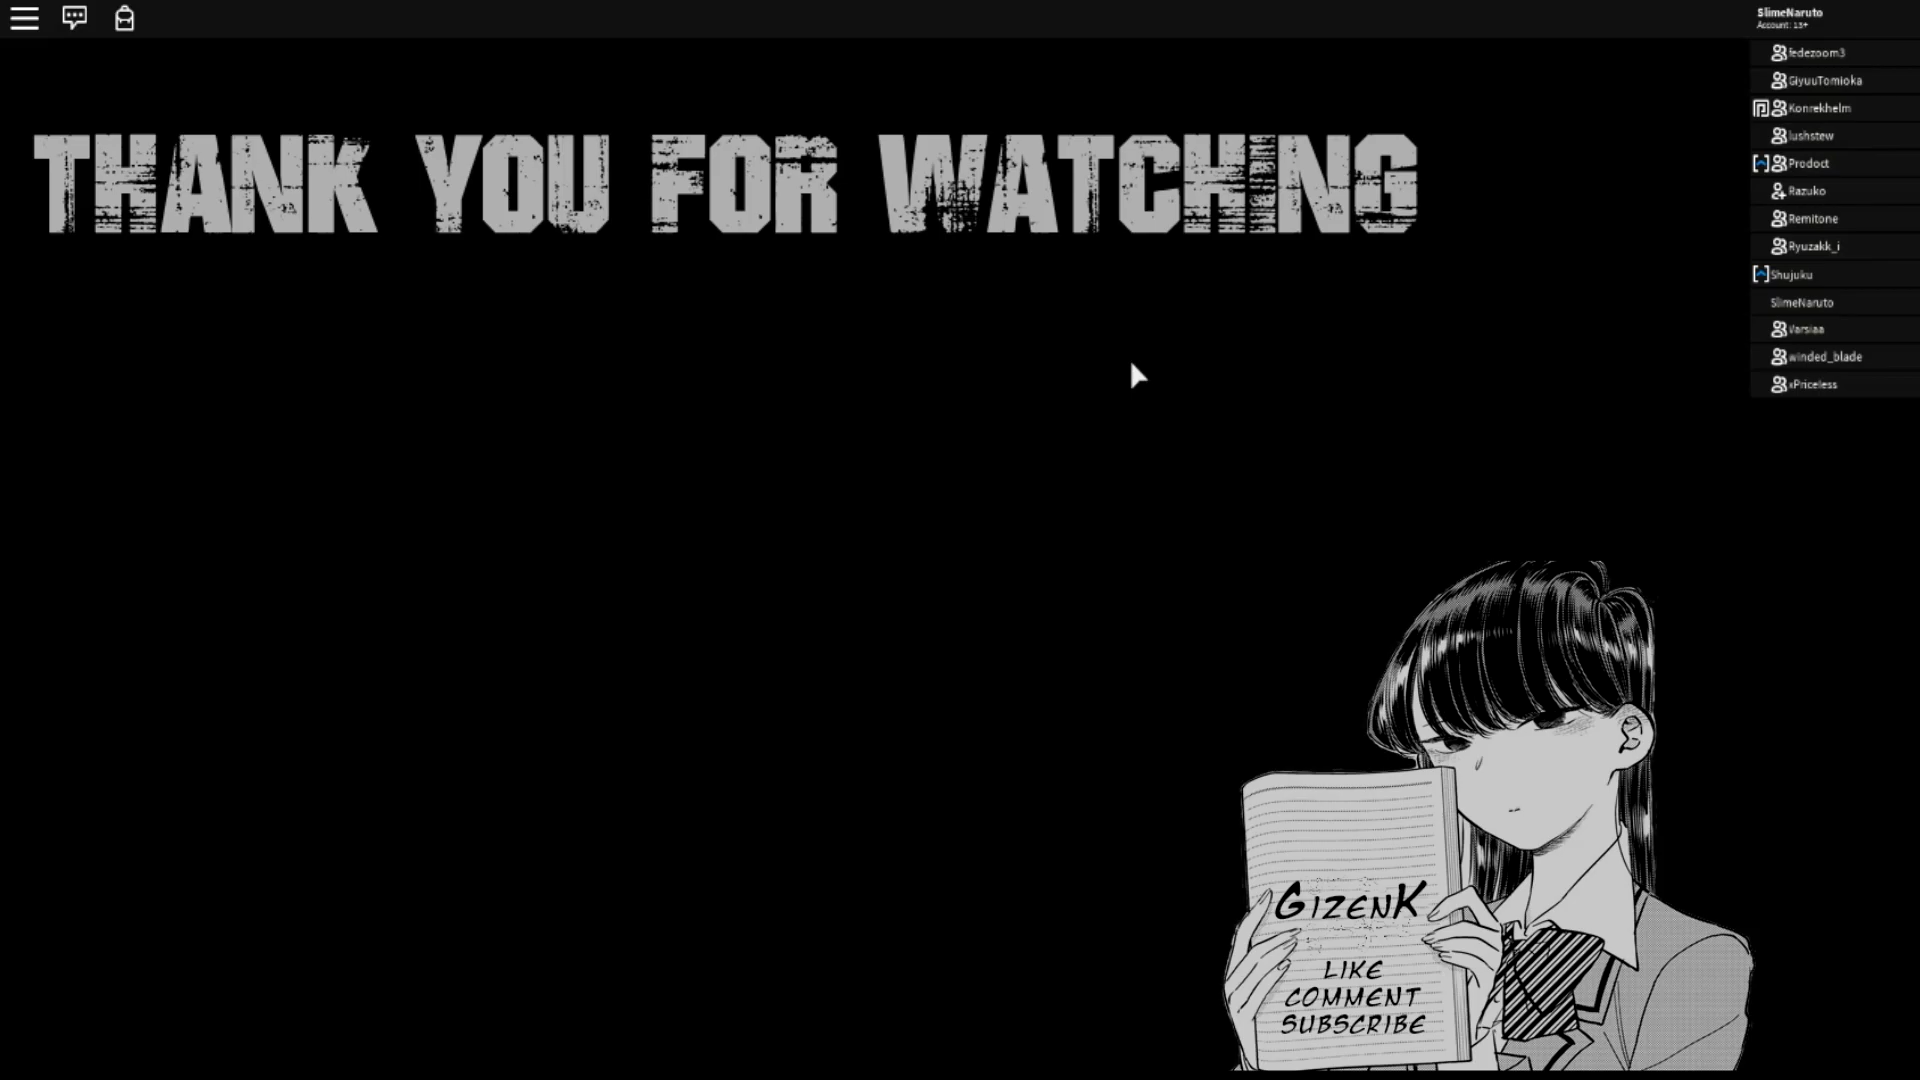 SlimeNaruto
Account: 13+
fedezoom3
GiyuuTomioka
Konrekhelm
lushstew
Product
Razuko
Remitone
Ryuzakk_i
Shujuku
SlimeNaruto
Varsiaa
winded_blade
xPriceless
THANK YOU FOR WATCHING
GIZENK
LIKE
COMMENT
SUBSCRIBE